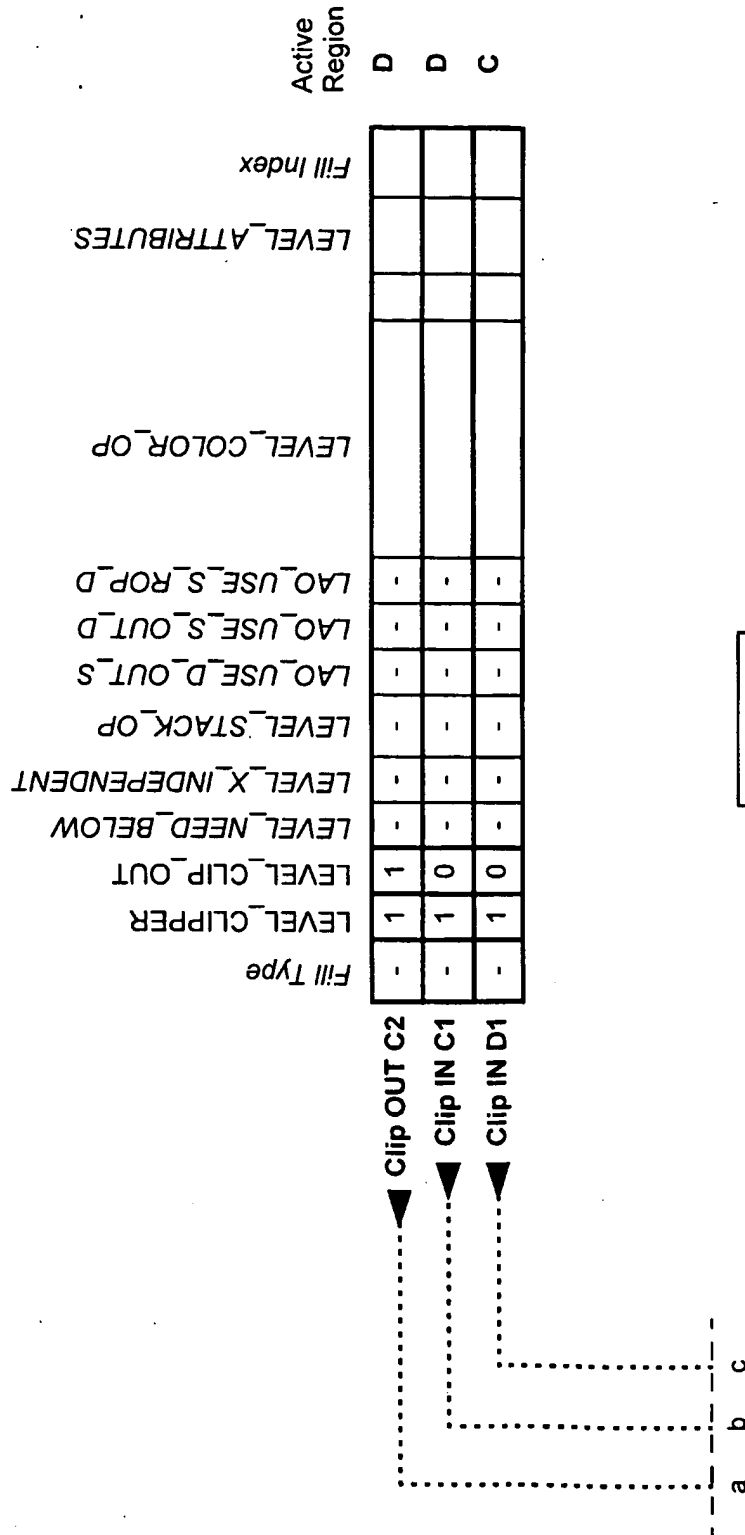 Active
Region
Fill Index
LEVEL_ATTRIBUTES
LEVEL_COLOR_OP
LAO_USE_S_ROP_D
LAO_USE_S_OUT_D
LAO_USE_D_OUT_S
LEVEL_STACK_OP
LEVEL_X_INDEPENDENT
LEVEL_NEED_BELOW
LEVEL_CLIP_OUT
LEVEL_CLIPPER
Fill Type
Clip OUT C2 - 1 1 - - - - - - D
Clip IN C1 - 1 0 - - - - - - D
Clip IN D1 - 1 0 - - - - - - C
a
b
c